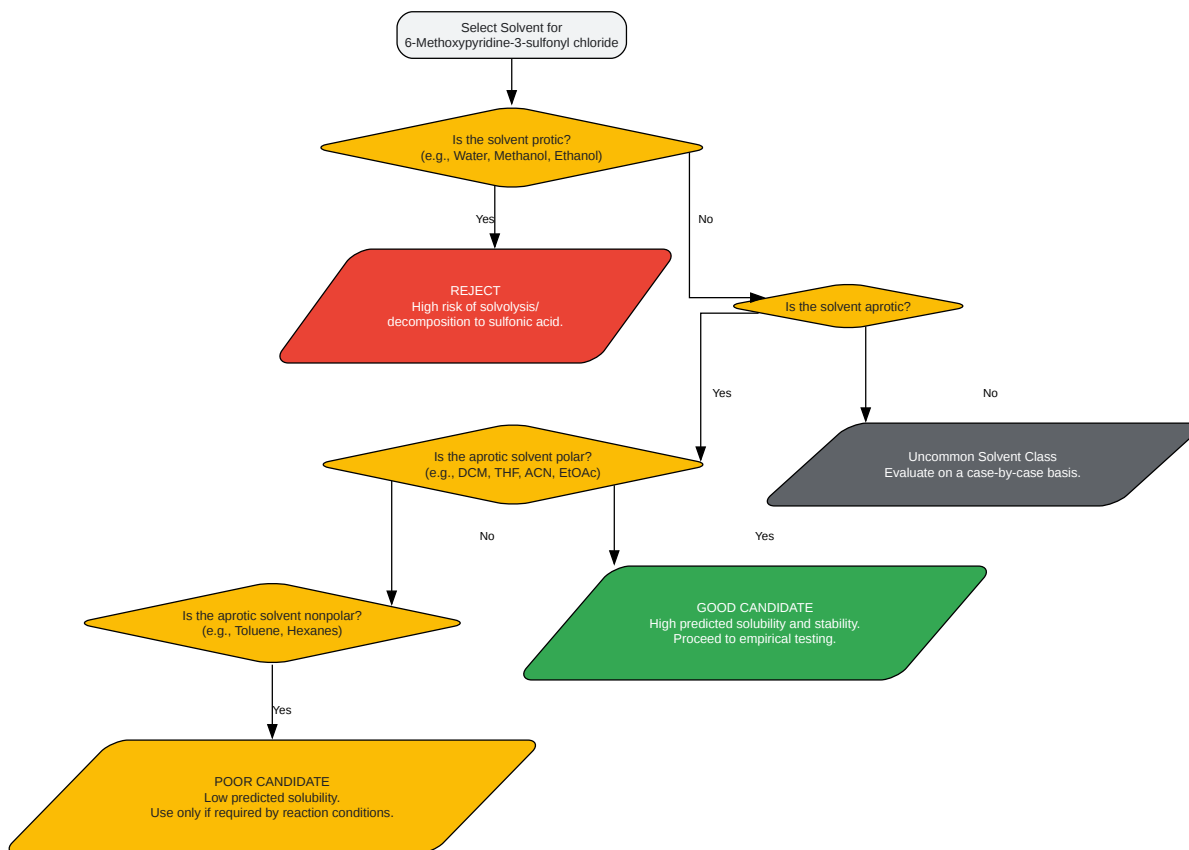 Select Solvent for
6-Methoxypyridine-3-sulfonyl chloride
Is the solvent protic?
(e.g., Water, Methanol, Ethanol)
Yes
No
REJECT
High risk of solvolysis/
decomposition to sulfonic acid.
Is the solvent aprotic?
Yes
No
Is the aprotic solvent polar?
(e.g., DCM, THF, ACN, EtOAc)
Uncommon Solvent Class
Evaluate on a case-by-case basis.
No
Yes
Is the aprotic solvent nonpolar?
(e.g., Toluene, Hexanes)
GOOD CANDIDATE
High predicted solubility and stability.
Proceed to empirical testing.
Yes
POOR CANDIDATE
Low predicted solubility.
Use only if required by reaction conditions.